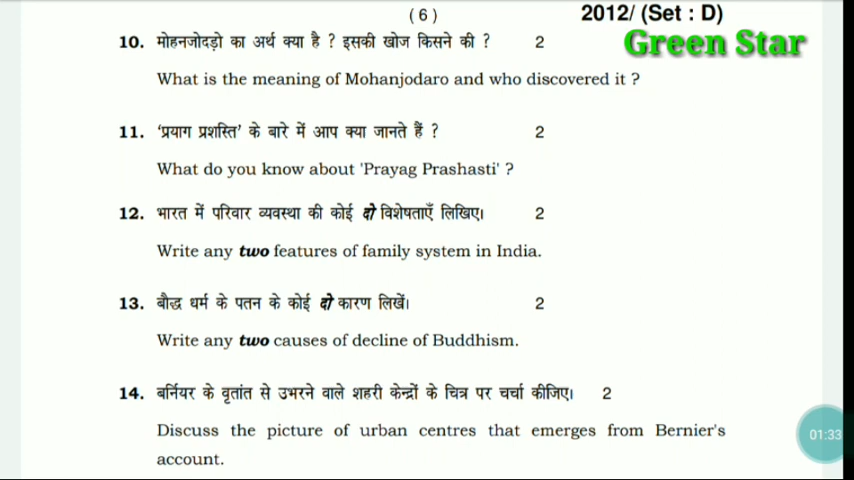 ( 6 )
2012/ (Set : D)
Green Star
10. मोहनजोदड़ो का अर्थ क्या है ? इसकी खोज किसने की ? 2
What is the meaning of Mohanjodaro and who discovered it ?
11. 'प्रयाग प्रशस्ति' के बारे में आप क्या जानते हैं ? 2
What do you know about 'Prayag Prashasti' ?
12. भारत में परिवार व्यवस्था की कोई दो विशेषताएँ लिखिए। 2
Write any two features of family system in India.
13. बौद्ध धर्म के पतन के कोई दो कारण लिखें। 2
Write any two causes of decline of Buddhism.
14. बर्नियर के वृतांत से उभरने वाले शहरी केन्द्रों के चित्र पर चर्चा कीजिए। 2
Discuss the picture of urban centres that emerges from Bernier's
account.
01:33